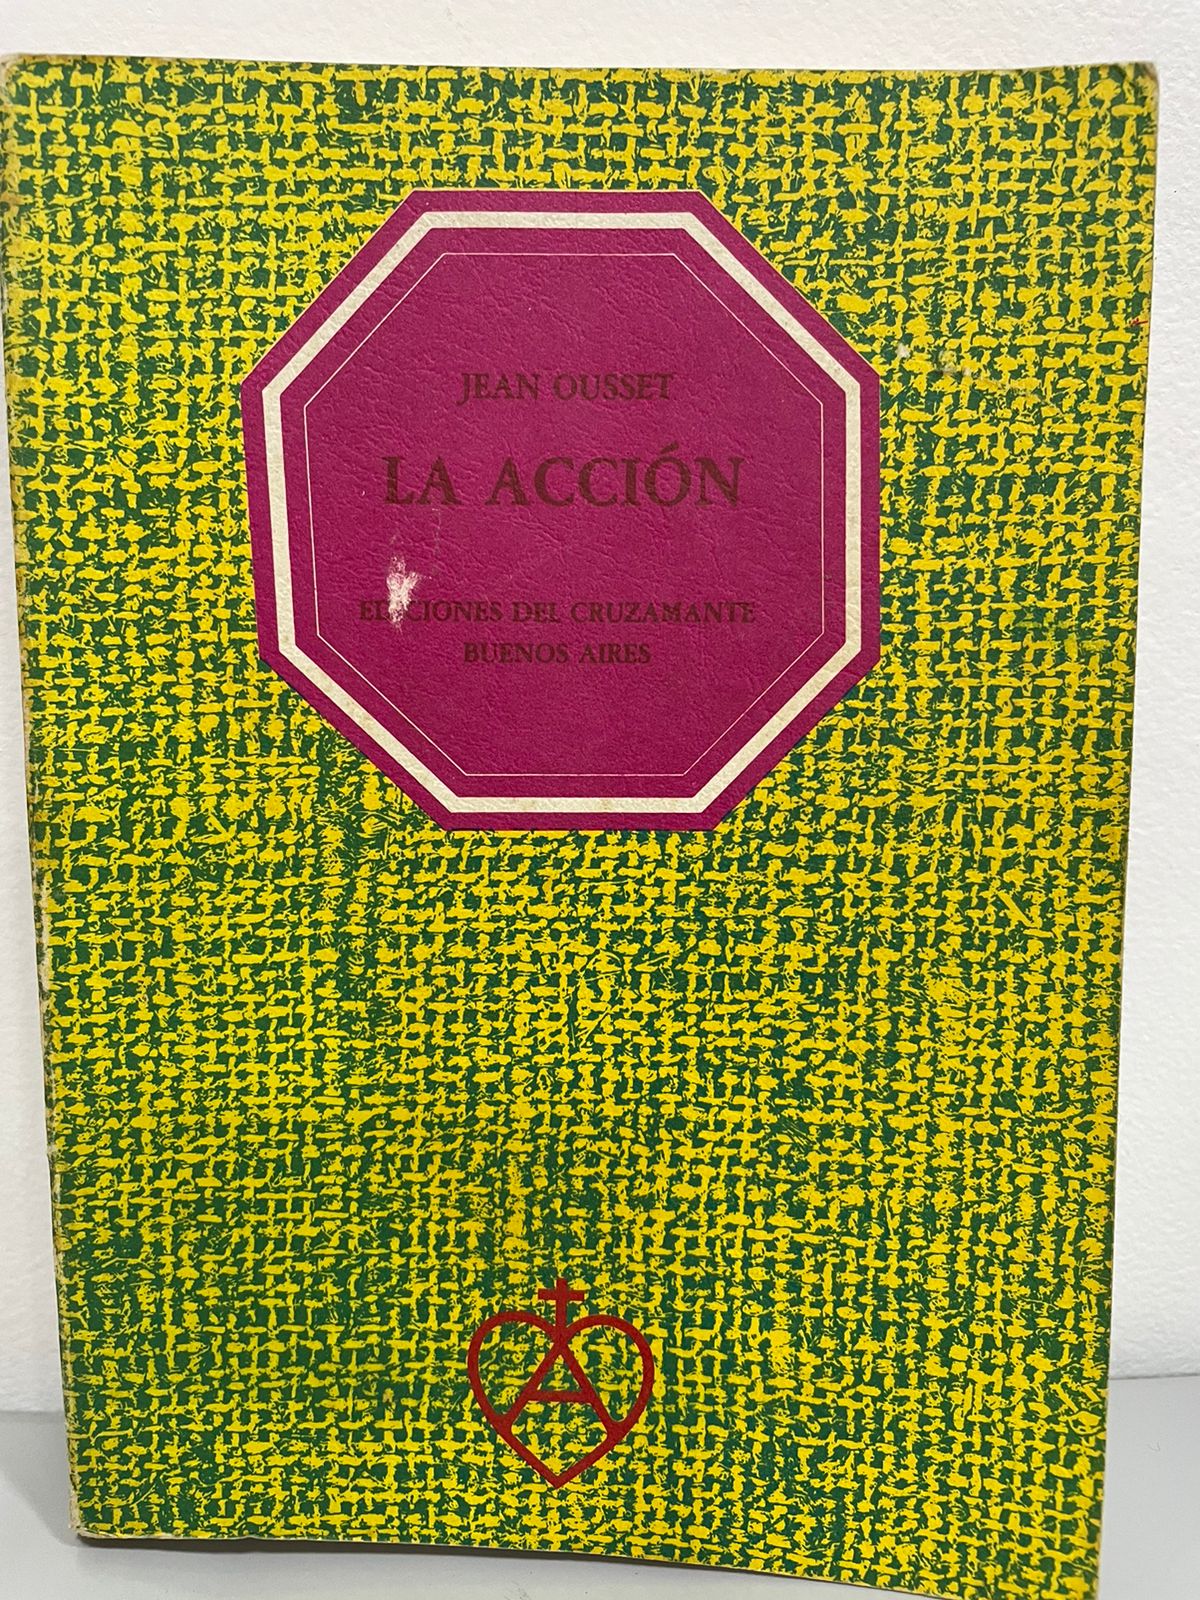 JEAN OUSSET
LA ACCIÓN
EDICIONES DEL CRUZAMANTE
BUENOS AIRES
A